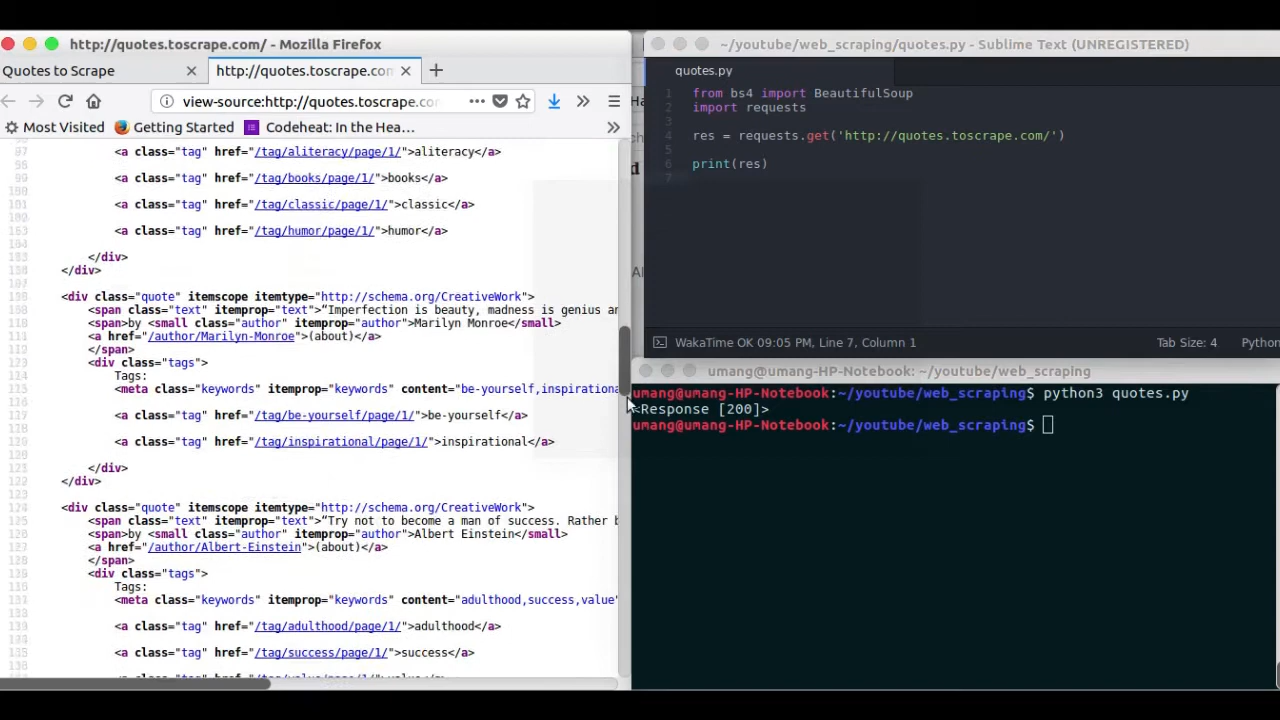 http://quotes.toscrape.com/ - Mozilla Firefox
Quotes to Scrape
http://quotes.toscrape.con
view-source:http://quotes.toscrape.co
Most Visited
Getting Started
Codeheat: In the Hea…
<a class="tag" href="/tag/aliteracy/page/1/">aliteracy</a>
<a class="tag" href="/tag/books/page/1/">books</a>
<a class="tag" href="/tag/classic/page/1/">classic</a>
<a class="tag" href="/tag/humor/page/1/">humor</a>
</div>
</div>
<div class="quote" itemscope itemtype="http://schema.org/CreativeWork">
<span class="text" itemprop="text">“Imperfection is beauty, madness is genius an
<span>by <small class="author" itemprop="author">Marilyn Monroe</small>
<a href="/author/Marilyn-Monroe">(about)</a>
</span>
<div class="tags">
Tags:
<meta class="keywords" itemprop="keywords" content="be-yourself,inspirationa
<a class="tag" href="/tag/be-yourself/page/1/">be-yourself</a>
<a class="tag" href="/tag/inspirational/page/1/">inspirational</a>
</div>
</div>
<div class="quote" itemscope itemtype="http://schema.org/CreativeWork">
<span class="text" itemprop="text">“Try not to become a man of success. Rather b
<span>by <small class="author" itemprop="author">Albert Einstein</small>
<a href="/author/Albert-Einstein">(about)</a>
</span>
<div class="tags">
Tags:
<meta class="keywords" itemprop="keywords" content="adulthood,success,value"
<a class="tag" href="/tag/adulthood/page/1/">adulthood</a>
<a class="tag" href="/tag/success/page/1/">success</a>
~/youtube/web_scraping/quotes.py - Sublime Text (UNREGISTERED)
quotes.py
1 from bs4 import BeautifulSoup
2 import requests
3
4 res = requests.get('http://quotes.toscrape.com/')
5
6 print(res)
7
WakaTime OK 09:05 PM, Line 7, Column 1
Tab Size: 4
Python
umang@umang-HP-Notebook: ~/youtube/web_scraping
umang@umang-HP-Notebook:~/youtube/web_scraping$ python3 quotes.py
<Response [200]>
umang@umang-HP-Notebook:~/youtube/web_scraping$